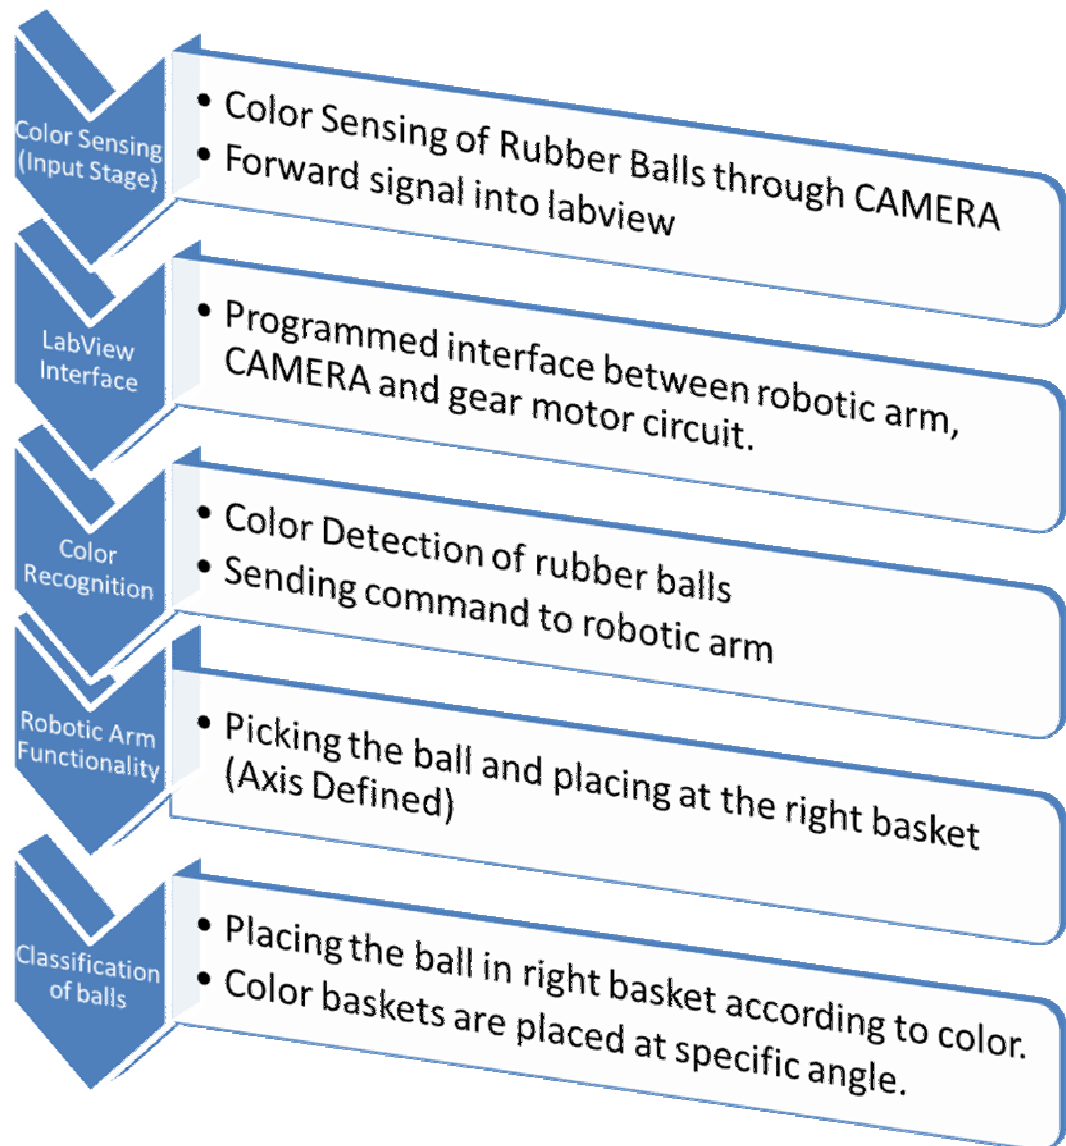 Color Sensing
(Input Stage)
• Color Sensing of Rubber Balls through CAMERA
• Forward signal into labview
LabView
Interface
• Programmed interface between robotic arm,
CAMERA and gear motor circuit.
Color
Recognition
• Color Detection of rubber balls
• Sending command to robotic arm
Robotic Arm
Functionality
• Picking the ball and placing at the right basket
(Axis Defined)
Classification
of balls
• Placing the ball in right basket according to color.
• Color baskets are placed at specific angle.